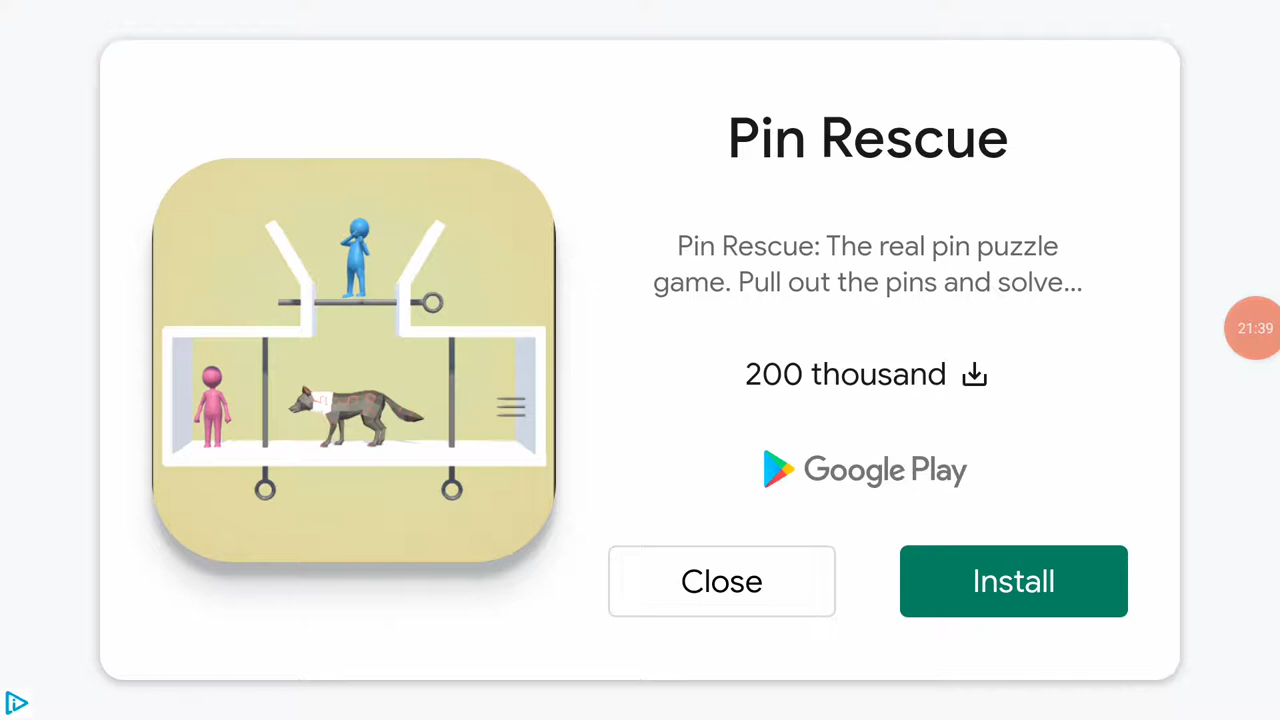 Pin Rescue
Pin Rescue: The real pin puzzle
game. Pull out the pins and solve...
200 thousand
Google Play
Close
Install
21:39